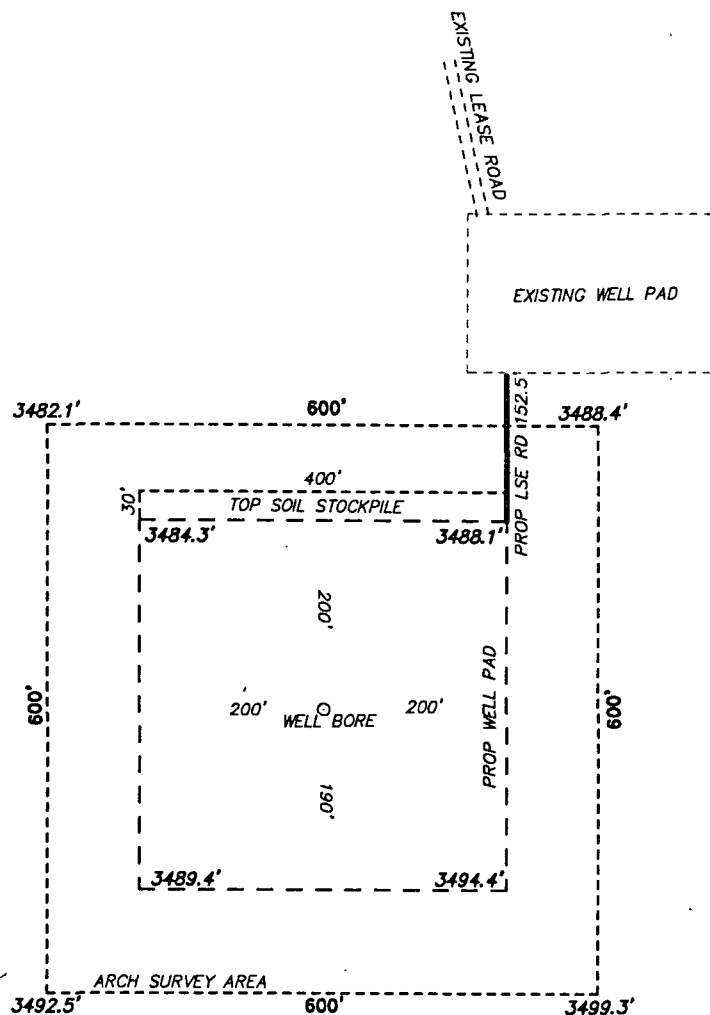 EXISTING LEASE ROAD
EXISTING WELL PAD
3482.1'
600'
3488.4'
PROP LSE RD 152.5'
400'
30'
TOP SOIL STOCKPILE
3484.3'
3488.1'
200'
600'
200'
WELL BORE
200'
PROP WELL PAD
600'
190'
3489.4'
3494.4'
ARCH SURVEY AREA
3492.5'
600'
3499.3'